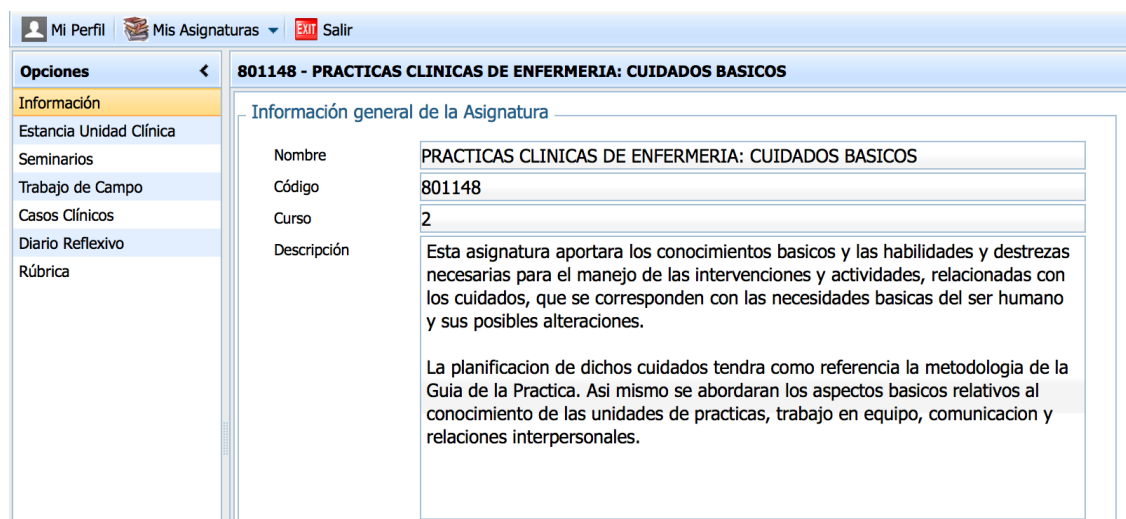 Mi Perfil Mis Asignaturas EXIT Salir
Opciones
Información
Estancia Unidad Clínica
Seminarios
Trabajo de Campo
Casos Clínicos
Diario Reflexivo
Rúbrica
801148 - PRACTICAS CLINICAS DE ENFERMERIA: CUIDADOS BASICOS
Información general de la Asignatura
Nombre PRACTICAS CLINICAS DE ENFERMERIA: CUIDADOS BASICOS
Código 801148
Curso 2
Descripción Esta asignatura aportara los conocimientos basicos y las habilidades y destrezas
necesarias para el manejo de las intervenciones y actividades, relacionadas con
los cuidados, que se corresponden con las necesidades basicas del ser humano
y sus posibles alteraciones.
La planificacion de dichos cuidados tendra como referencia la metodologia de la
Guia de la Practica. Asi mismo se abordaran los aspectos basicos relativos al
conocimiento de las unidades de practicas, trabajo en equipo, comunicacion y
relaciones interpersonales.